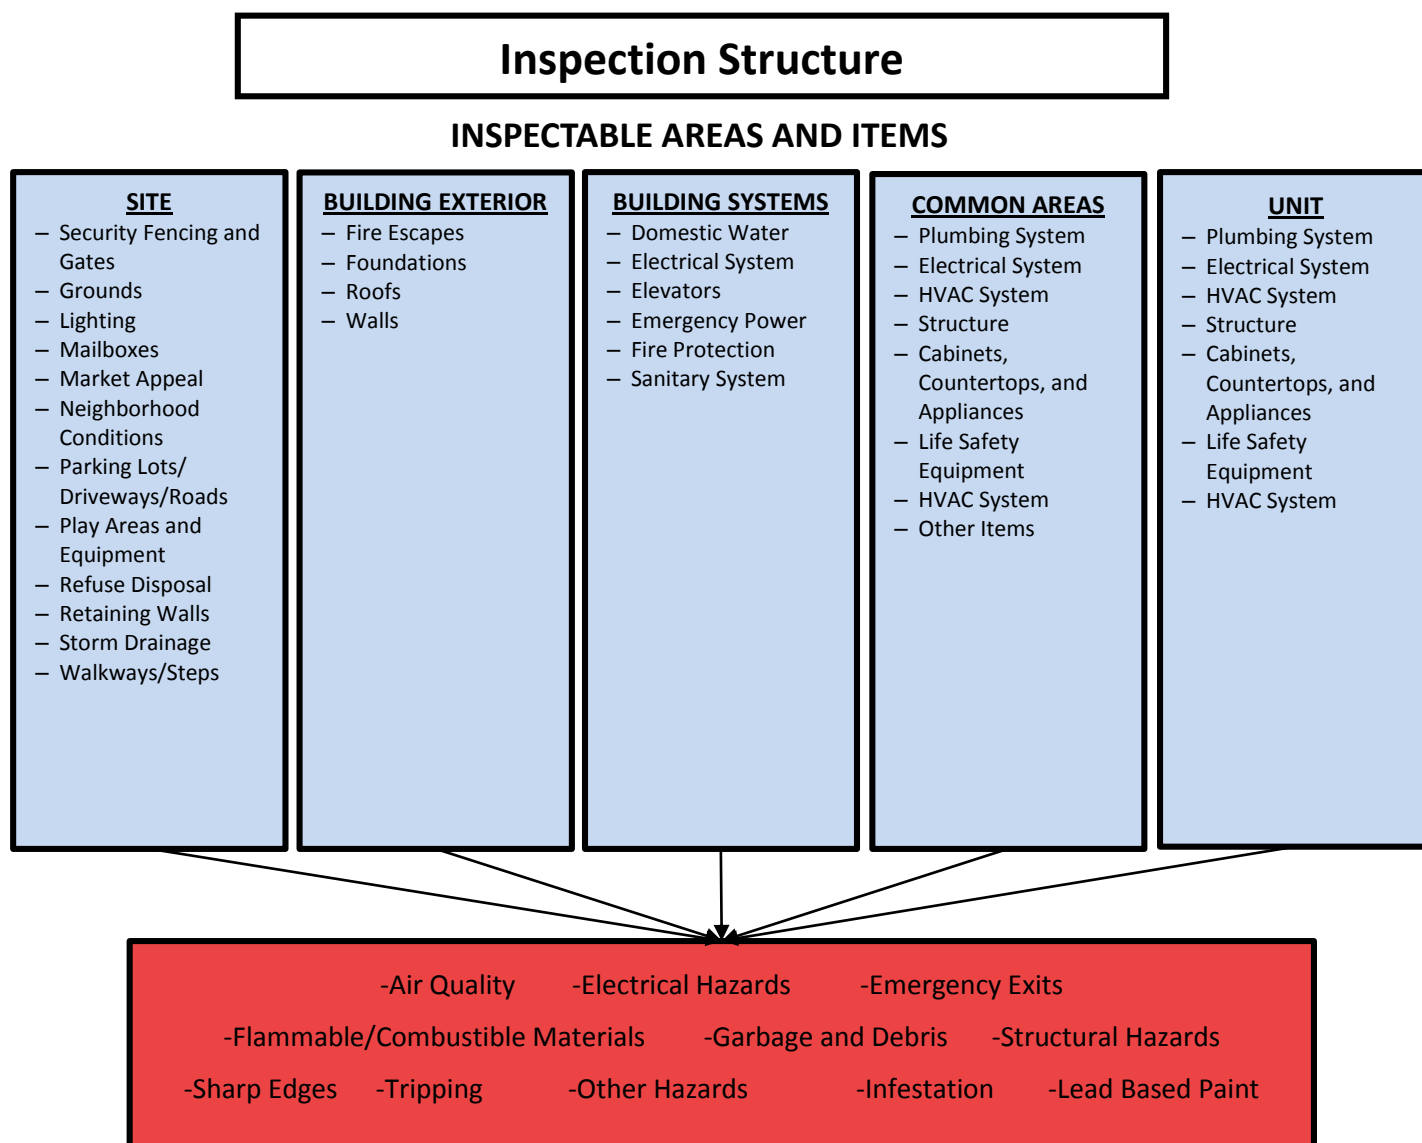 Inspection Structure
INSPECTABLE AREAS AND ITEMS
SITE
– Security Fencing and
Gates
– Grounds
– Lighting
– Mailboxes
– Market Appeal
– Neighborhood
Conditions
– Parking Lots/
Driveways/Roads
– Play Areas and
Equipment
– Refuse Disposal
– Retaining Walls
– Storm Drainage
– Walkways/Steps
BUILDING EXTERIOR
– Fire Escapes
– Foundations
– Roofs
– Walls
BUILDING SYSTEMS
– Domestic Water
– Electrical System
– Elevators
– Emergency Power
– Fire Protection
– Sanitary System
COMMON AREAS
– Plumbing System
– Electrical System
– HVAC System
– Structure
– Cabinets,
Countertops, and
Appliances
– Life Safety
Equipment
– HVAC System
– Other Items
UNIT
– Plumbing System
– Electrical System
– HVAC System
– Structure
– Cabinets,
Countertops, and
Appliances
– Life Safety
Equipment
– HVAC System
-Air Quality -Electrical Hazards -Emergency Exits
-Flammable/Combustible Materials -Garbage and Debris -Structural Hazards
-Sharp Edges -Tripping -Other Hazards -Infestation -Lead Based Paint